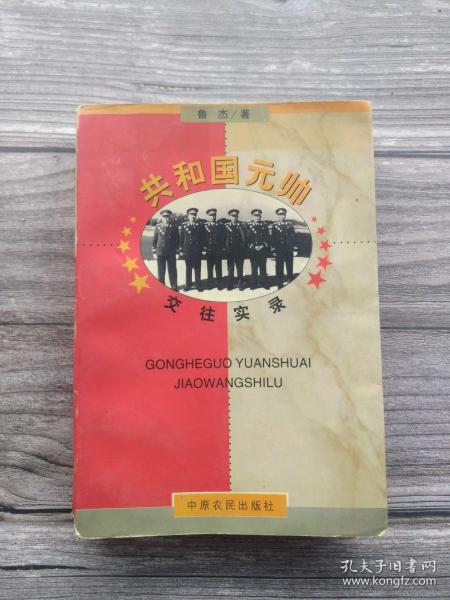 鲁 杰/著
共和国元帅
交往实录
GONGHEGUO YUANSHUAI
JIAOWANGSHILU
中原农民出版社
孔夫子旧书网
www.kongfz.com